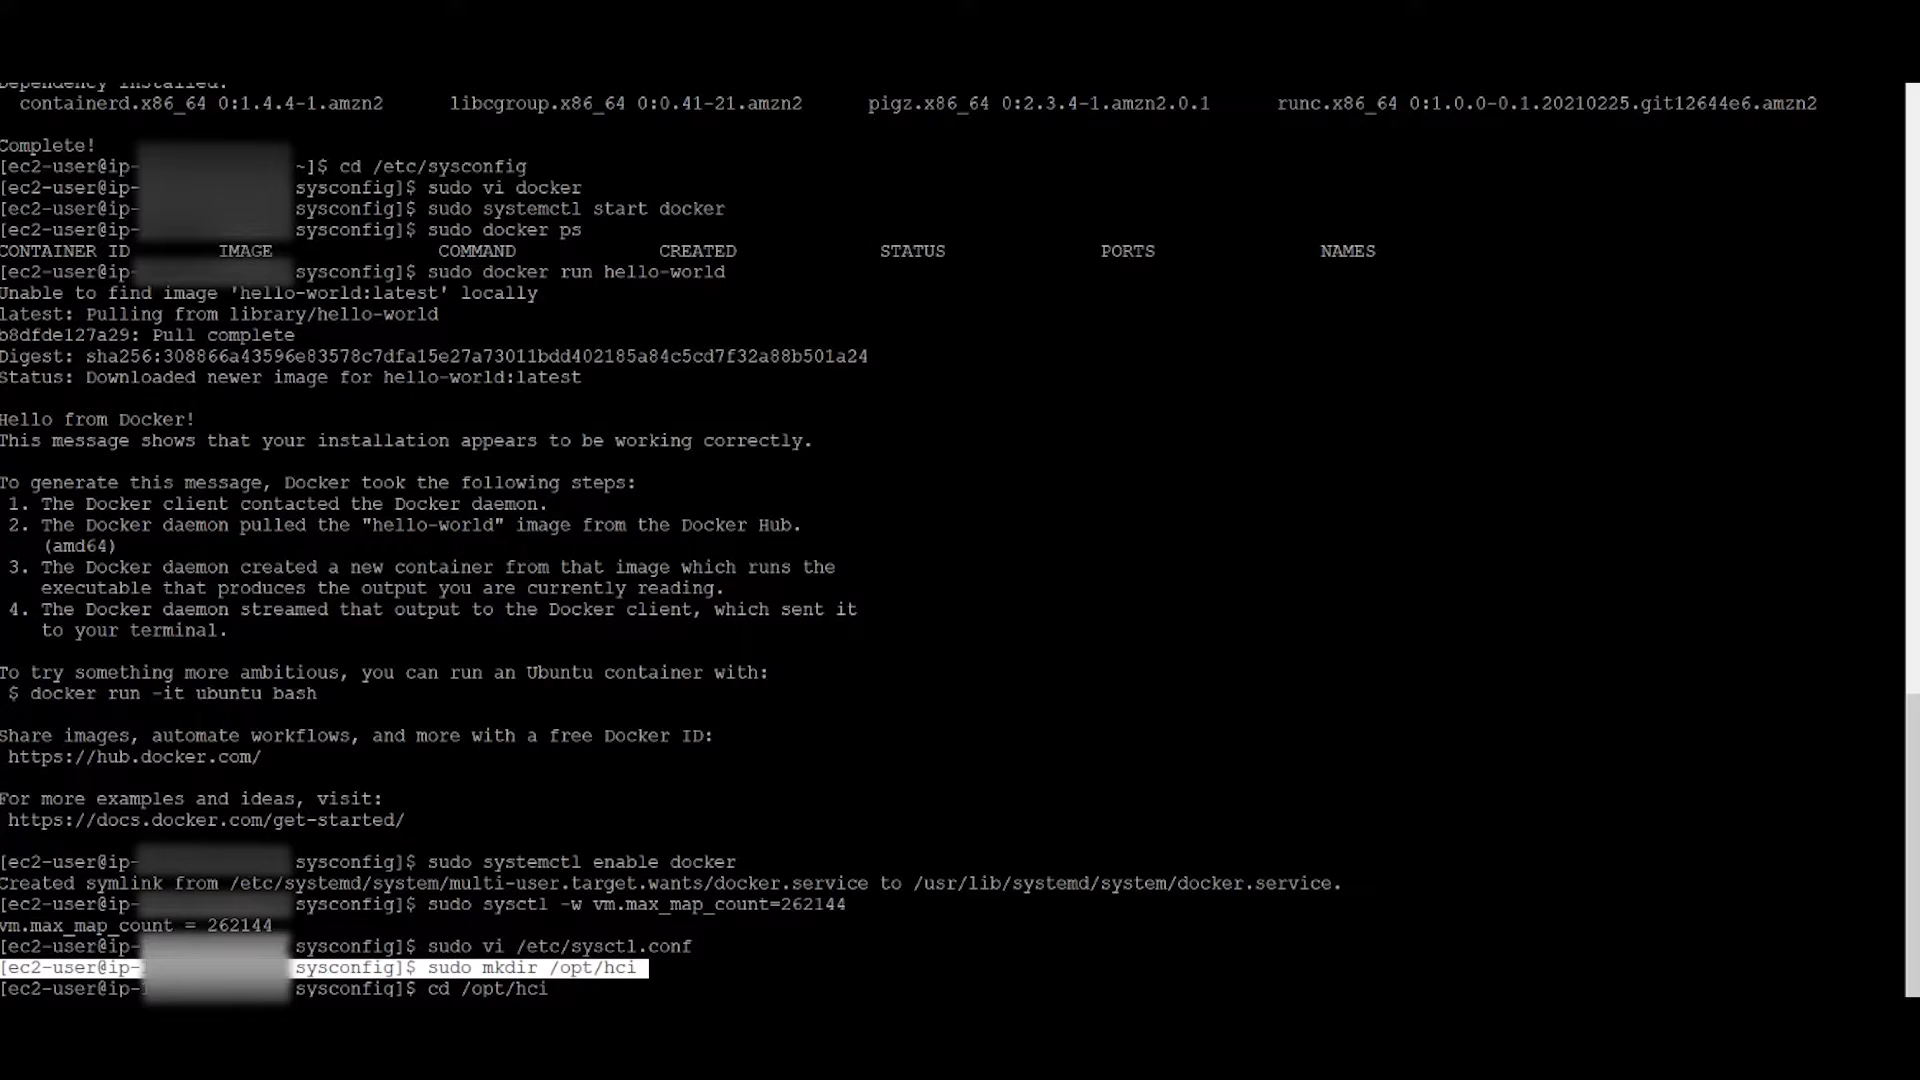 Dependency Installed:
containerd.x86_64 0:1.4.4-1.amzn2 libcgroup.x86_64 0:0.41-21.amzn2 pigz.x86_64 0:2.3.4-1.amzn2.0.1 runc.x86_64 0:1.0.0-0.1.20210225.git12644e6.amzn2
Complete!
[ec2-user@ip- ~]$ cd /etc/sysconfig
[ec2-user@ip- sysconfig]$ sudo vi docker
[ec2-user@ip- sysconfig]$ sudo systemctl start docker
[ec2-user@ip- sysconfig]$ sudo docker ps
CONTAINER ID IMAGE COMMAND CREATED STATUS PORTS NAMES
[ec2-user@ip- sysconfig]$ sudo docker run hello-world
Unable to find image 'hello-world:latest' locally
latest: Pulling from library/hello-world
b8dfde127a29: Pull complete
Digest: sha256:308866a43596e83578c7dfa15e27a73011bdd402185a84c5cd7f32a88b501a24
Status: Downloaded newer image for hello-world:latest
Hello from Docker!
This message shows that your installation appears to be working correctly.
To generate this message, Docker took the following steps:
1. The Docker client contacted the Docker daemon.
2. The Docker daemon pulled the "hello-world" image from the Docker Hub.
(amd64)
3. The Docker daemon created a new container from that image which runs the
executable that produces the output you are currently reading.
4. The Docker daemon streamed that output to the Docker client, which sent it
to your terminal.
To try something more ambitious, you can run an Ubuntu container with:
$ docker run -it ubuntu bash
Share images, automate workflows, and more with a free Docker ID:
https://hub.docker.com/
For more examples and ideas, visit:
https://docs.docker.com/get-started/
[ec2-user@ip- sysconfig]$ sudo systemctl enable docker
Created symlink from /etc/systemd/system/multi-user.target.wants/docker.service to /usr/lib/systemd/system/docker.service.
[ec2-user@ip- sysconfig]$ sudo sysctl -w vm.max_map_count=262144
vm.max_map_count = 262144
[ec2-user@ip- sysconfig]$ sudo vi /etc/sysctl.conf
[ec2-user@ip- sysconfig]$ sudo mkdir /opt/hci
[ec2-user@ip- sysconfig]$ cd /opt/hci